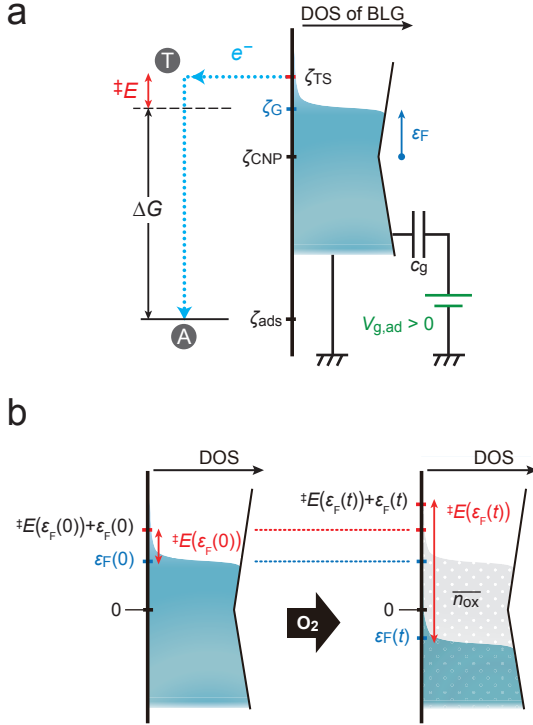 a
DOS of BLG
T
e⁻
ζTS
‡E
ζG
εF
ζCNP
ΔG
cg
ζads
A
Vg,ad > 0
b
DOS
DOS
‡E(εF(t))+εF(t)
‡E(εF(t))
‡E(εF(0))+εF(0)
‡E(εF(0))
εF(0)
nox
0
0
O₂
εF(t)